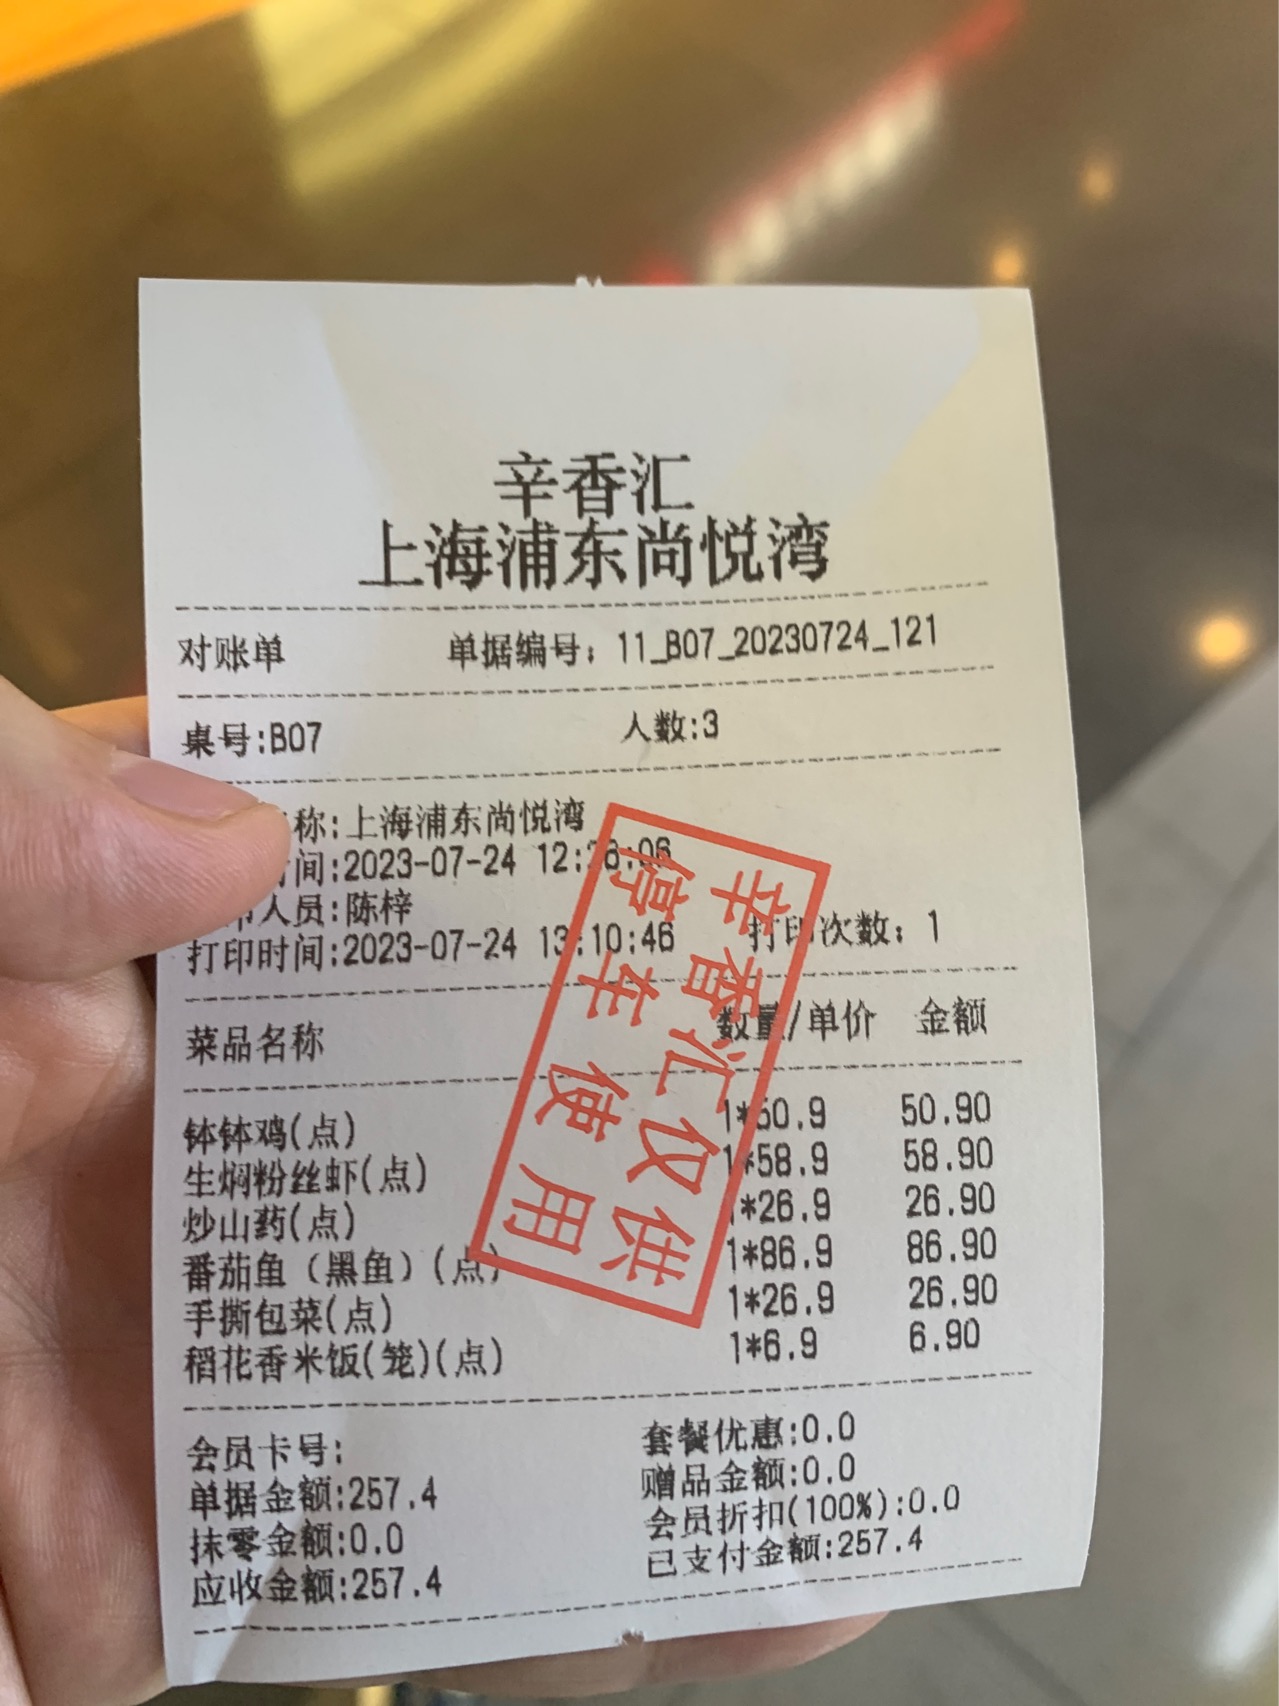 辛香汇
上海浦东尚悦湾
对账单 单据编号：11_B07_20230724_121
桌号:B07 人数:3
称:上海浦东尚悦湾
时间:2023-07-24
人员:陈梓
打印时间:2023-07-24 13:10:46 打印次数：1
菜品名称 数量/单价 金额
钵钵鸡(点) 1*50.9 50.90
生焖粉丝虾(点) 1*58.9 58.90
炒山药(点) 1*26.9 26.90
番茄鱼（黑鱼）(点) 1*86.9 86.90
手撕包菜(点) 1*26.9 26.90
稻花香米饭(笼)(点) 1*6.9 6.90
会员卡号: 套餐优惠:0.0
单据金额:257.4 赠品金额:0.0
抹零金额:0.0 会员折扣(100%):0.0
应收金额:257.4 已支付金额:257.4
辛香汇仅供
停车使用